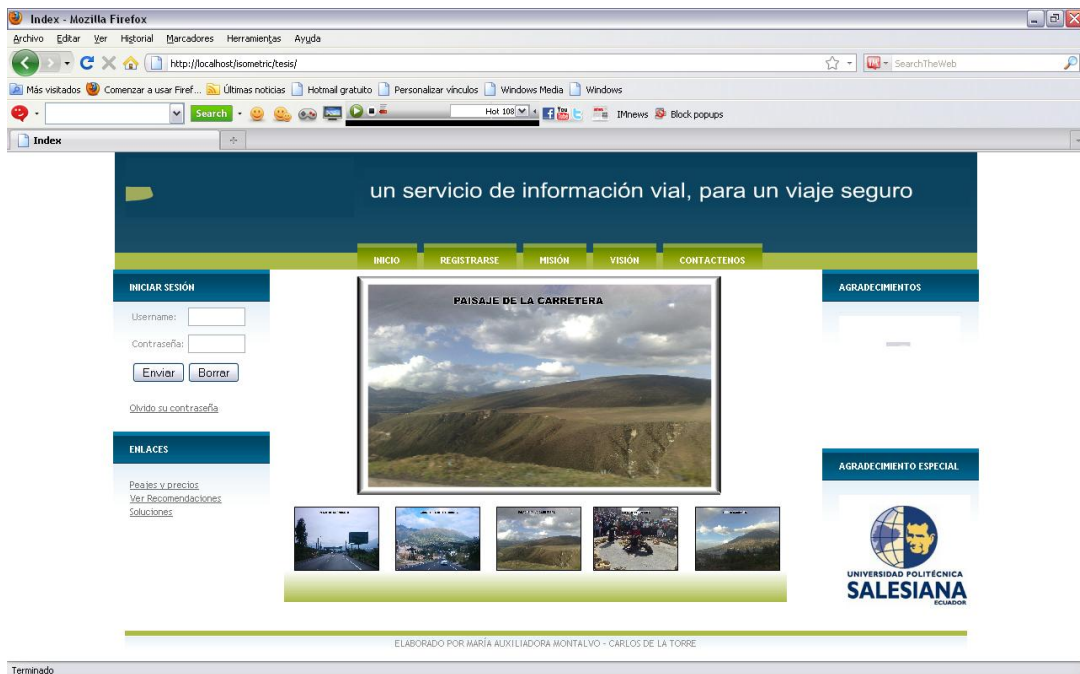 Index - Mozilla Firefox
Archivo Editar Ver Historial Marcadores Herramientas Ayuda
http://localhost/isometric/tesis/
SearchTheWeb
Más visitados Comenzar a usar Firef... Últimas noticias Hotmail gratuito Personalizar vínculos Windows Media Windows
Search Hot 108 You Tube IMnews Block popups
Index
un servicio de información vial, para un viaje seguro
INICIO REGISTRARSE MISIÓN VISIÓN CONTACTENOS
INICIAR SESIÓN
Username:
Contraseña:
Enviar Borrar
Olvido su contraseña
ENLACES
Peajes y precios
Ver Recomendaciones
Soluciones
PAISAJE DE LA CARRETERA
AGRADECIMIENTOS
AGRADECIMIENTO ESPECIAL
UNIVERSIDAD POLITÉCNICA
SALESIANA
ECUADOR
ELABORADO POR MARÍA AUXILIADORA MONTALVO - CARLOS DE LA TORRE
Terminado